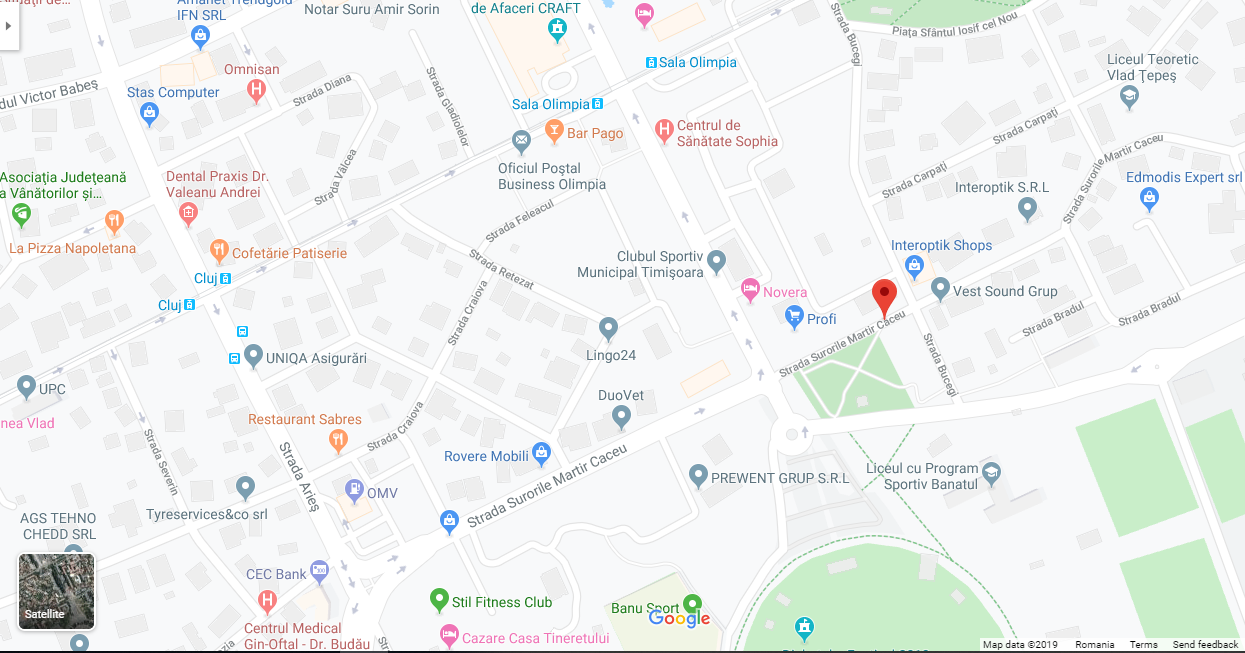 IFN SRL
Notar Suru Amir Sorin
de Afaceri CRAFT
Piața Sfântul Iosif cel Nou
Strada Bucegi
Sala Olimpia
Liceul Teoretic
Vlad Țepeș
Omnisan
Strada Diana
Strada Gladiolelor
dul Victor Babeș
Stas Computer
Sala Olimpia
Bar Pago
Centrul de
Sănătate Sophia
Strada Carpați
Strada Surorile Martir Caceu
Oficiul Poștal
Business Olimpia
Strada Vâlcea
Asociația Județeană
a Vânătorilor și...
Dental Praxis Dr.
Valeanu Andrei
Strada Carpați
Interoptik S.R.L
Edmodis Expert srl
Strada Feleacul
La Pizza Napoletana
Cofetărie Patiserie
Interoptik Shops
Clubul Sportiv
Municipal Timișoara
Strada Retezat
Cluj
Novera
Vest Sound Grup
Cluj
Strada Craiova
Profi
Strada Surorile Martir Caceu
Strada Bradul
Strada Bradul
Lingo24
UNIQA Asigurări
Strada Bucegi
UPC
DuoVet
nea Vlad
Restaurant Sabres
Strada Craiova
Strada Severin
Strada Arieș
Rovere Mobili
Strada Surorile Martir Caceu
PREWENT GRUP S.R.L
Liceul cu Program
Sportiv Banatul
OMV
Tyreservices&co srl
AGS TEHNO
CHEDD SRL
CEC Bank
Satellite
Stil Fitness Club
Banu Sport
Google
Centrul Medical
Gin-Oftal - Dr. Budău
Cazare Casa Tineretului
Map data ©2019 Romania Terms Send feedback